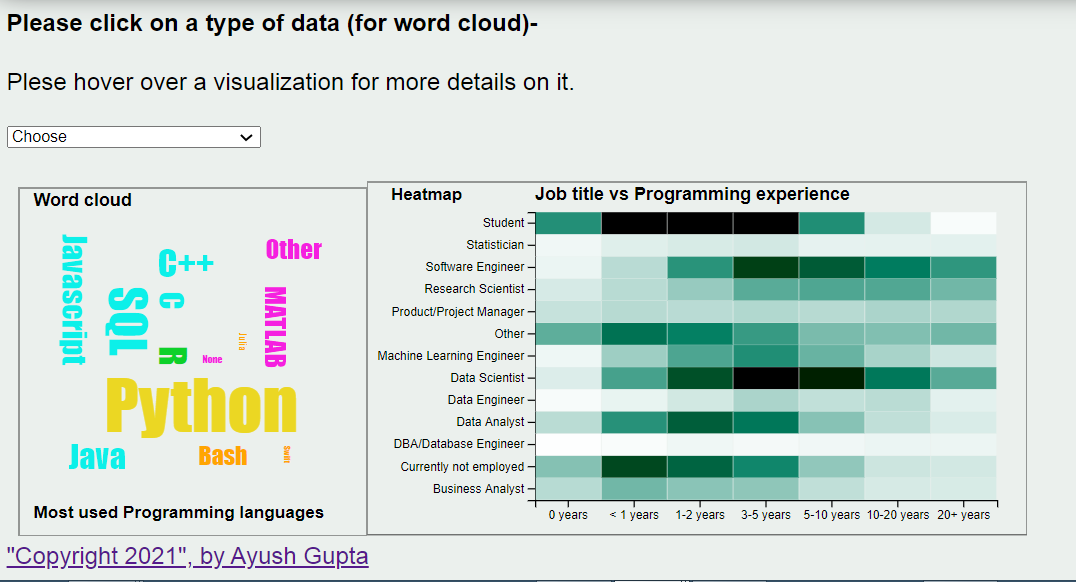 Please click on a type of data (for word cloud)-
Plese hover over a visualization for more details on it.
Choose
Word cloud
Javascript
C++
Other
SQL
C
MATLAB
Julia
R
None
Python
Java
Bash
Swift
Most used Programming languages
Heatmap
Job title vs Programming experience
Student
Statistician
Software Engineer
Research Scientist
Product/Project Manager
Other
Machine Learning Engineer
Data Scientist
Data Engineer
Data Analyst
DBA/Database Engineer
Currently not employed
Business Analyst
0 years
< 1 years
1-2 years
3-5 years
5-10 years
10-20 years
20+ years
"Copyright 2021", by Ayush Gupta